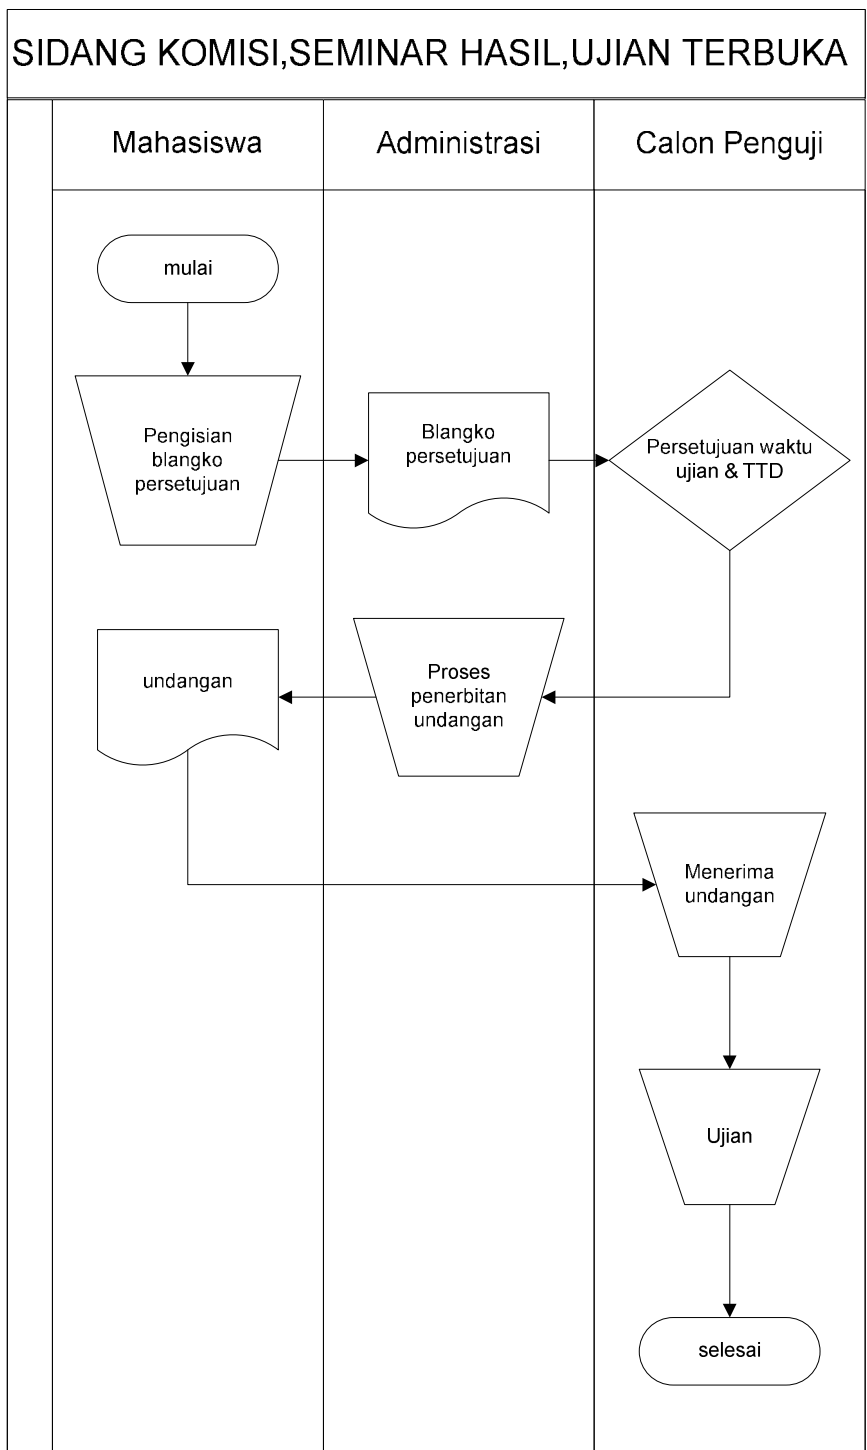 SIDANG KOMISI,SEMINAR HASIL,UJIAN TERBUKA
Mahasiswa
Administrasi
Calon Penguji
mulai
Pengisian
blangko
persetujuan
Blangko
persetujuan
Persetujuan waktu
ujian & TTD
undangan
Proses
penerbitan
undangan
Menerima
undangan
Ujian
selesai